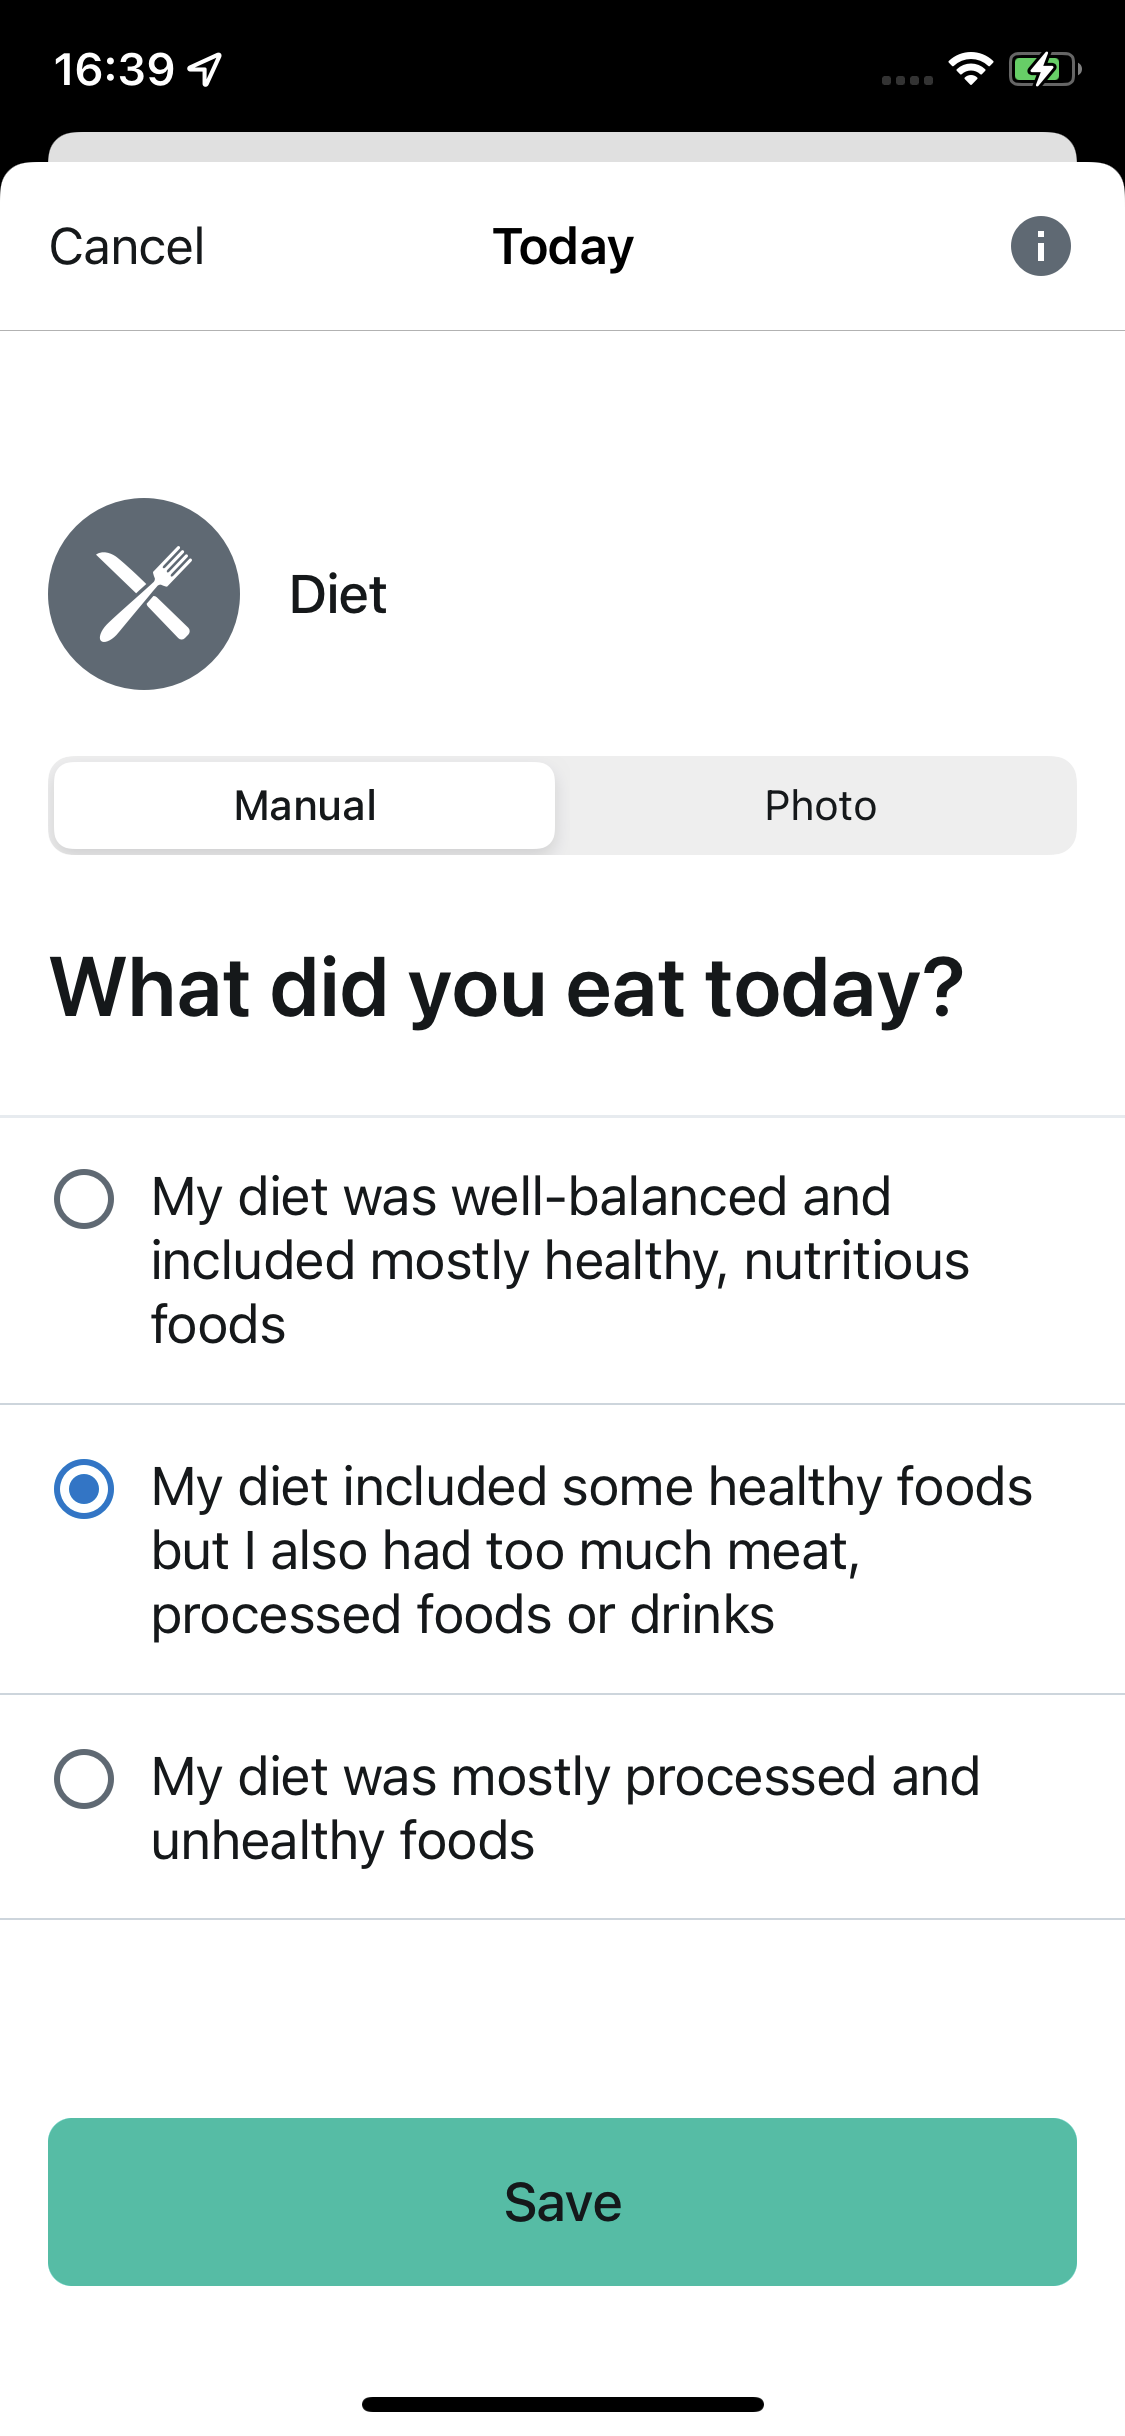 16:39
Cancel
Today
Diet
Manual
Photo
What did you eat today?
My diet was well-balanced and
included mostly healthy, nutritious
foods
My diet included some healthy foods
but I also had too much meat,
processed foods or drinks
My diet was mostly processed and
unhealthy foods
Save